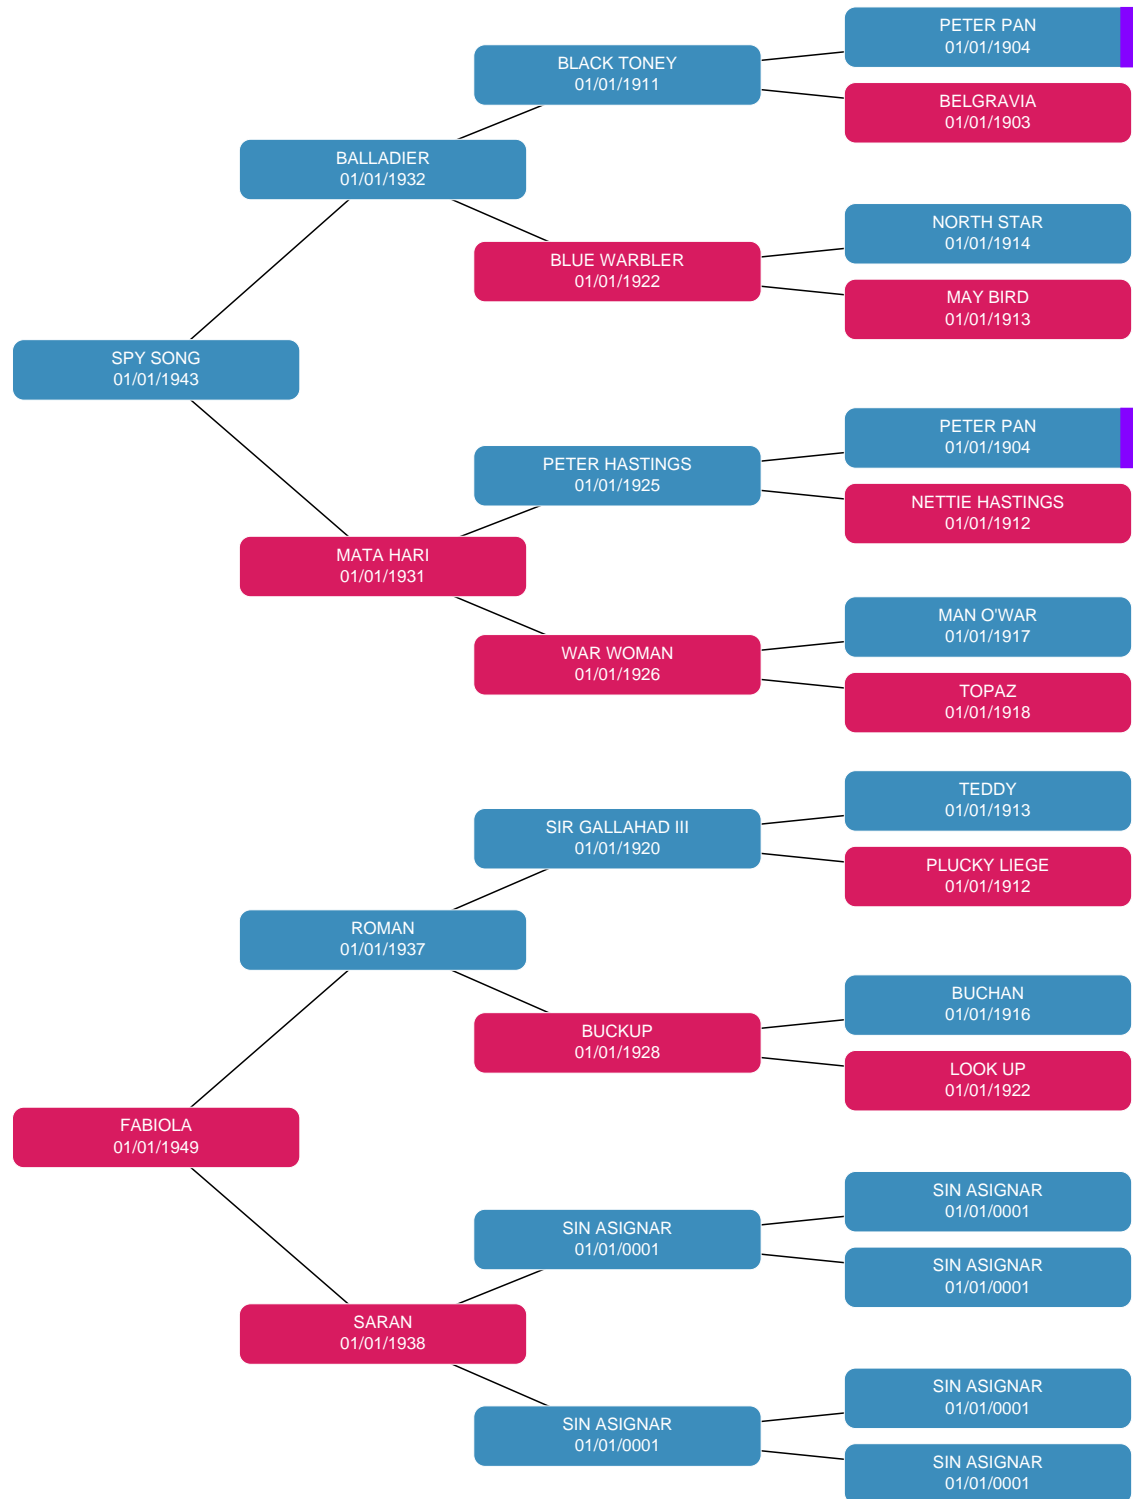 PETER PAN
01/01/1904
BLACK TONEY
01/01/1911
BELGRAVIA
01/01/1903
BALLADIER
01/01/1932
NORTH STAR
01/01/1914
BLUE WARBLER
01/01/1922
MAY BIRD
01/01/1913
SPY SONG
01/01/1943
PETER PAN
01/01/1904
PETER HASTINGS
01/01/1925
NETTIE HASTINGS
01/01/1912
MATA HARI
01/01/1931
MAN O'WAR
01/01/1917
WAR WOMAN
01/01/1926
TOPAZ
01/01/1918
TEDDY
01/01/1913
SIR GALLAHAD III
01/01/1920
PLUCKY LIEGE
01/01/1912
ROMAN
01/01/1937
BUCHAN
01/01/1916
BUCKUP
01/01/1928
LOOK UP
01/01/1922
FABIOLA
01/01/1949
SIN ASIGNAR
01/01/0001
SIN ASIGNAR
01/01/0001
SIN ASIGNAR
01/01/0001
SARAN
01/01/1938
SIN ASIGNAR
01/01/0001
SIN ASIGNAR
01/01/0001
SIN ASIGNAR
01/01/0001